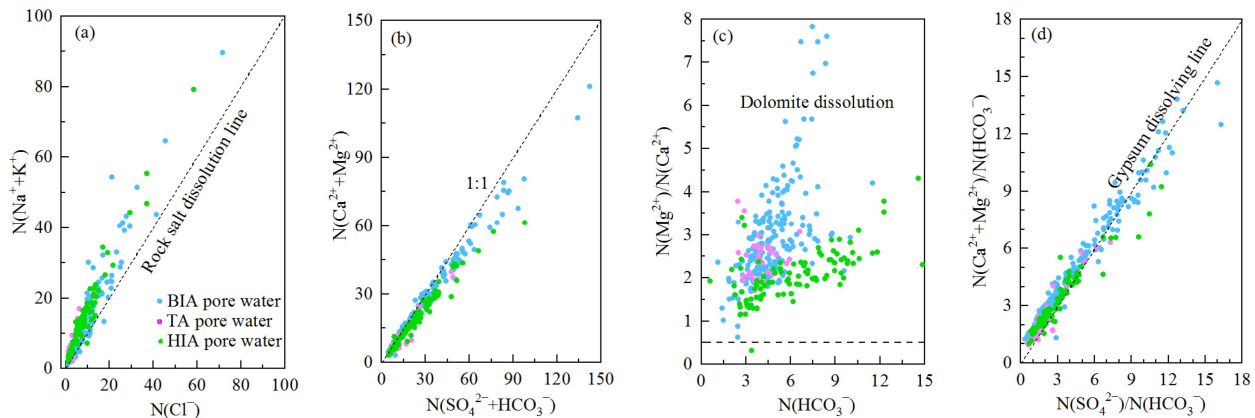 (a)
100
80
60
40
20
0
N(Na⁺+K⁺)
Rock salt dissolution line
BIA pore water
TA pore water
HIA pore water
0 20 40 60 80 100
N(Cl⁻)
(b)
150
120
90
60
30
0
N(Ca²⁺+Mg²⁺)
1:1
0 30 60 90 120 150
N(SO₄²⁻+HCO₃⁻)
(c)
8
7
6
5
4
3
2
1
0
N(Mg²⁺)/N(Ca²⁺)
Dolomite dissolution
3 6 9 12 15
N(HCO₃⁻)
(d)
18
15
12
9
6
3
0
N(Ca²⁺+Mg²⁺)/N(HCO₃⁻)
Gypsum dissolving line
0 3 6 9 12 15 18
N(SO₄²⁻)/N(HCO₃⁻)